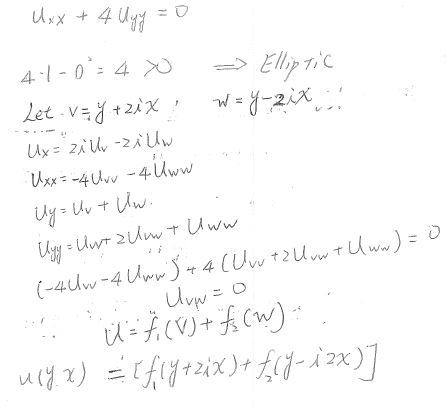 Uxx + 4 Uyy = 0
4·1 - 0² = 4 > 0 ⟹ Elliptic
Let v = y + 2ix, w = y - 2ix
Ux = 2i Uv - 2i Uw
Uxx = -4Uvv - 4Uww
Uy = Uv + Uw.
Uyy = Uvv + 2Uvw + Uww
(-4Uvv - 4Uww) + 4 (Uvv + 2Uvw + Uww) = 0
Uvw = 0
U = f₁(v) + f₂(w)
u(y,x) = [f₁(y+2ix) + f₂(y-i2x)]